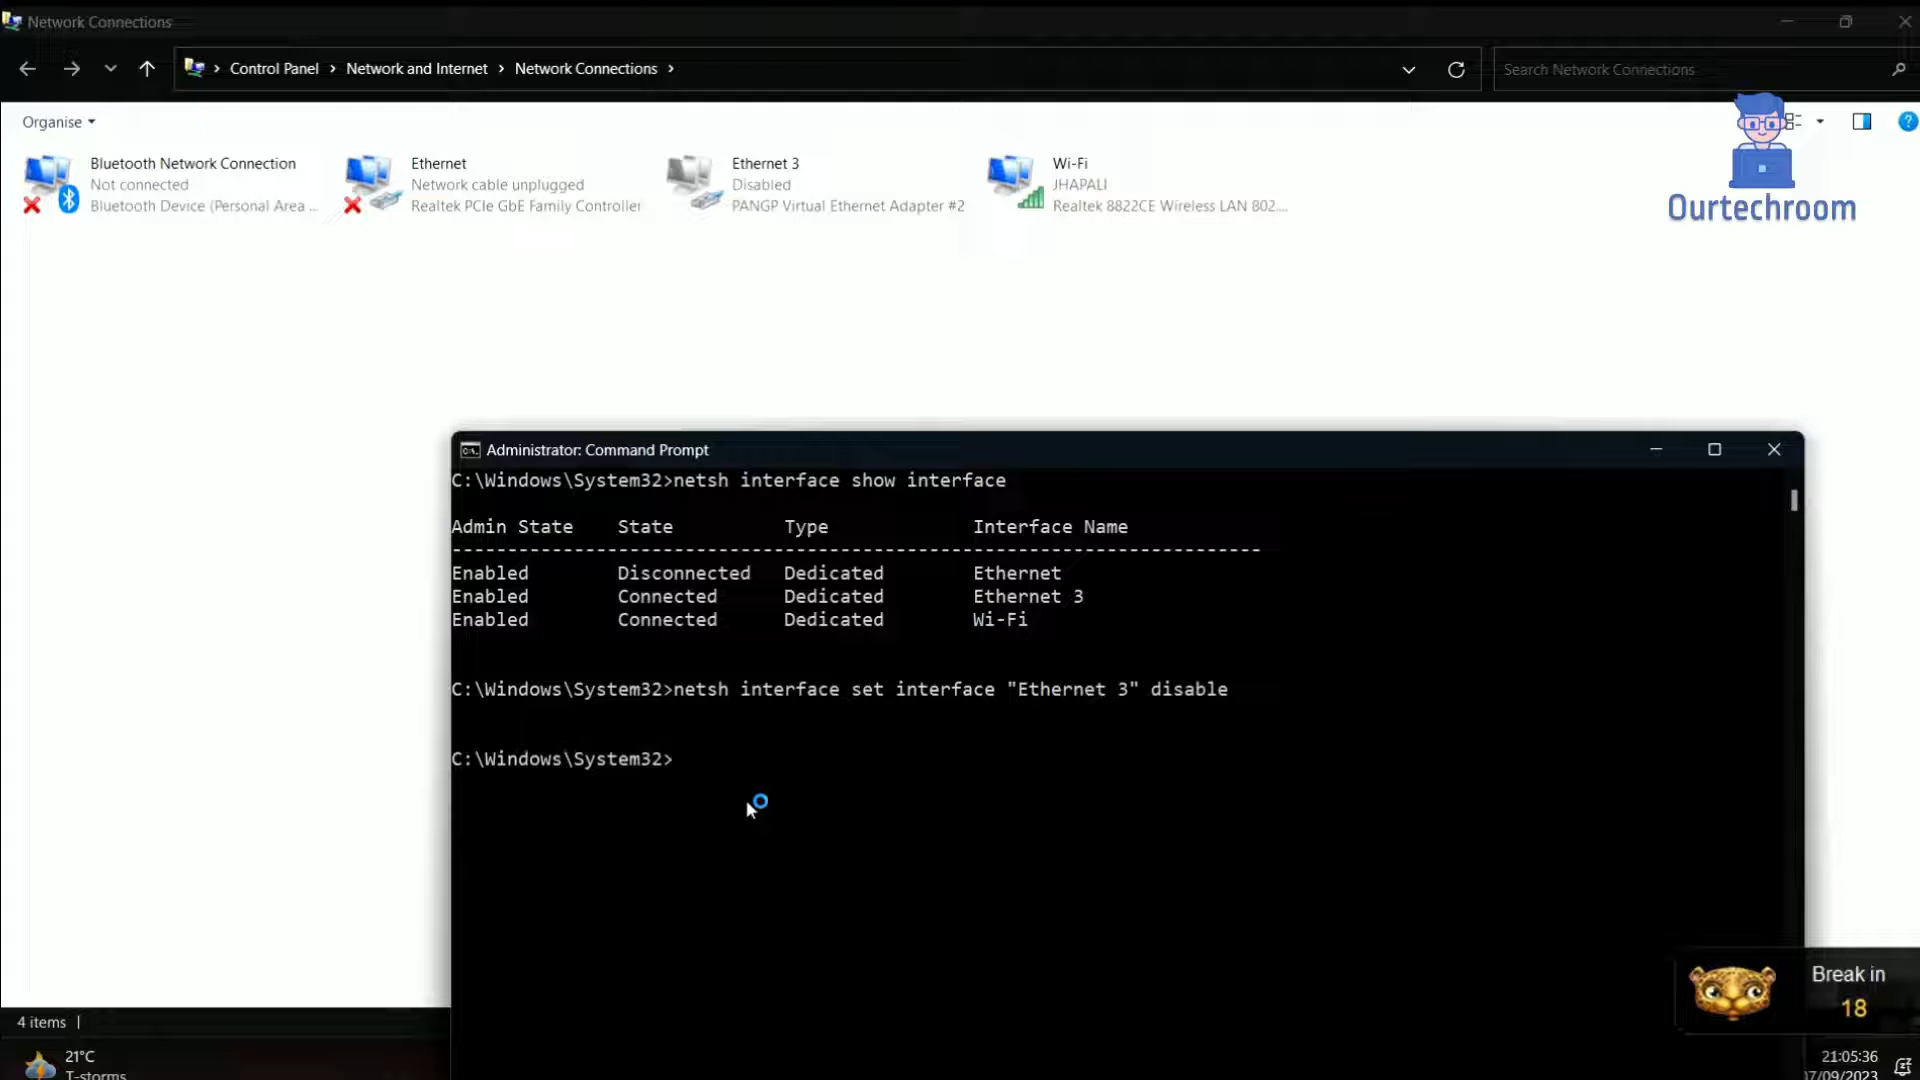 Network Connections
Control Panel > Network and Internet > Network Connections >
Search Network Connections
Organise
Bluetooth Network Connection
Not connected
Bluetooth Device (Personal Area ...
Ethernet
Network cable unplugged
Realtek PCIe GbE Family Controller
Ethernet 3
Disabled
PANGP Virtual Ethernet Adapter #2
Wi-Fi
JHAPALI
Realtek 8822CE Wireless LAN 802....
Ourtechroom
Administrator: Command Prompt
C:\Windows\System32>netsh interface show interface
Admin State    State          Type             Interface Name
-------------------------------------------------------------------------
Enabled        Disconnected   Dedicated        Ethernet
Enabled        Connected      Dedicated        Ethernet 3
Enabled        Connected      Dedicated        Wi-Fi
C:\Windows\System32>netsh interface set interface "Ethernet 3" disable
C:\Windows\System32>
Break in
18
4 items
21°C
T-storms
21:05:36
17/09/2023